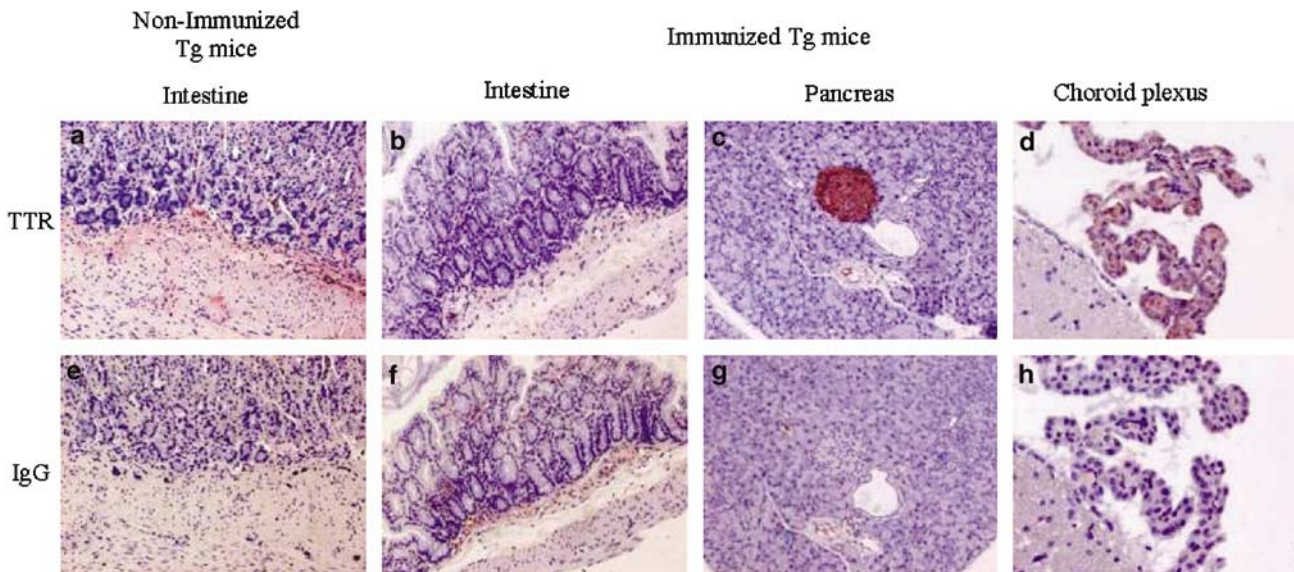 Non-Immunized
Tg mice
Immunized Tg mice
Intestine
Intestine
Pancreas
Choroid plexus
TTR
a
b
c
d
IgG
e
f
g
h